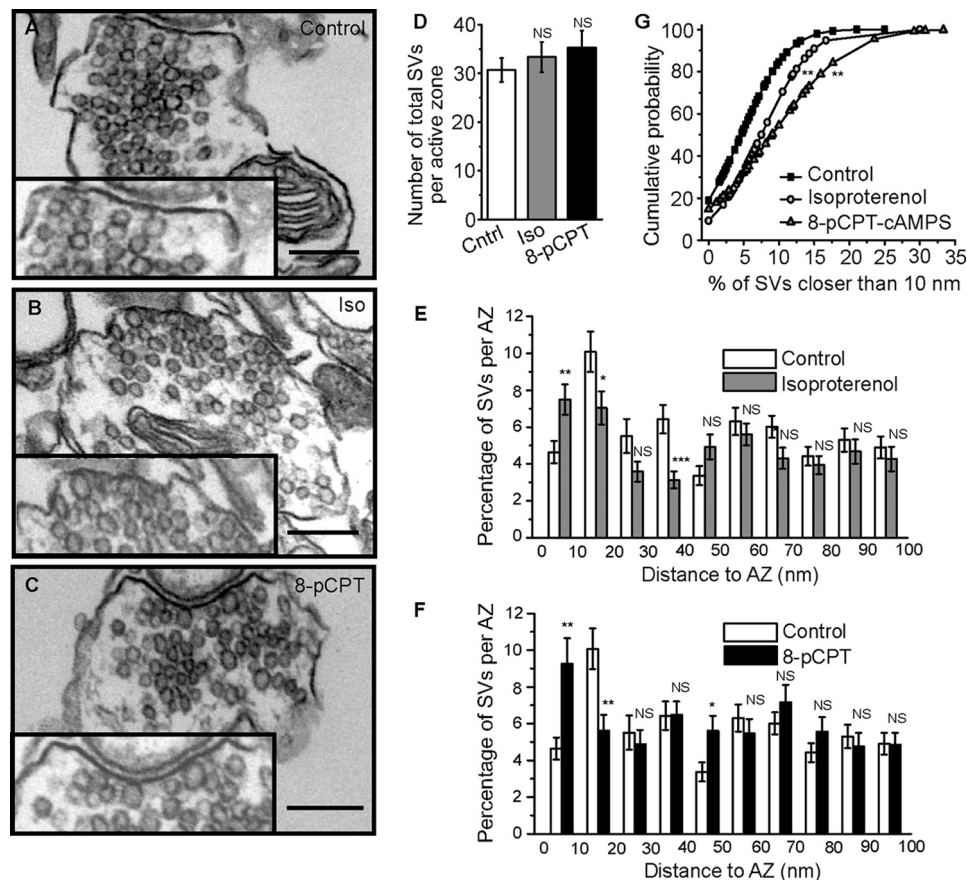 A
Control
B
Iso
C
8-pCPT
D
Number of total SVs
per active zone
40
30
20
10
0
NS
NS
Cntrl
Iso
8-pCPT
G
Cumulative probability
100
80
60
40
20
0
**
**
Control
Isoproterenol
8-pCPT-cAMPS
0 5 10 15 20 25 30 33
% of SVs closer than 10 nm
E
Percentage of SVs per AZ
12
10
8
6
4
2
0
Control
Isoproterenol
** * NS *** NS NS NS NS NS NS
0 10 20 30 40 50 60 70 80 90 100
Distance to AZ (nm)
F
Percentage of SVs per AZ
12
10
8
6
4
2
0
Control
8-pCPT
** ** NS NS * NS NS NS NS NS
0 10 20 30 40 50 60 70 80 90 100
Distance to AZ (nm)